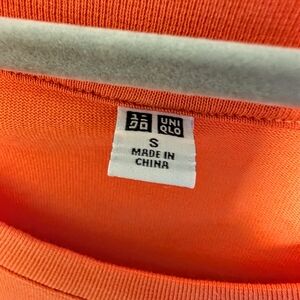 ユニ UNI
クロ QLO
S
MADE IN
CHINA